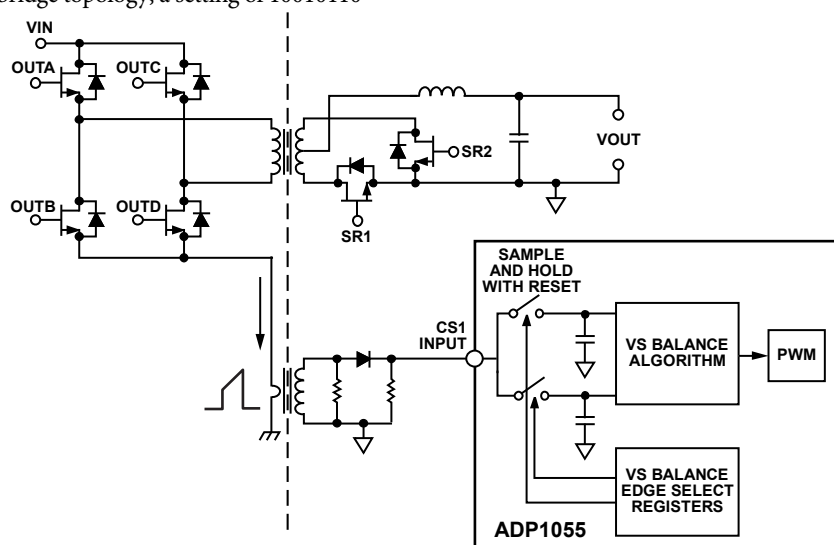 bridge topology, a setting of 10010110
VIN
OUTA
OUTC
VOUT
SR2
OUTB
OUTD
SR1
SAMPLE
AND HOLD
WITH RESET
CS1
INPUT
VS BALANCE
ALGORITHM
PWM
VS BALANCE
EDGE SELECT
REGISTERS
ADP1055